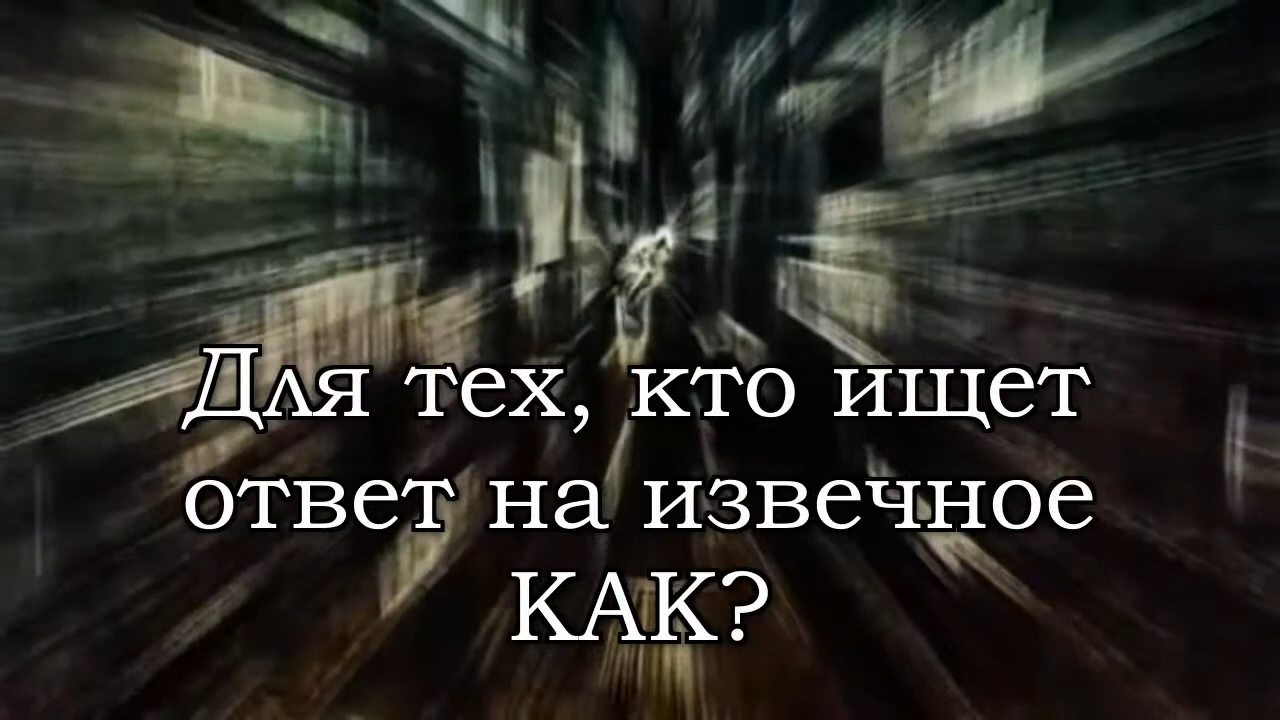 Для тех, кто ищет
ответ на извечное
КАК?